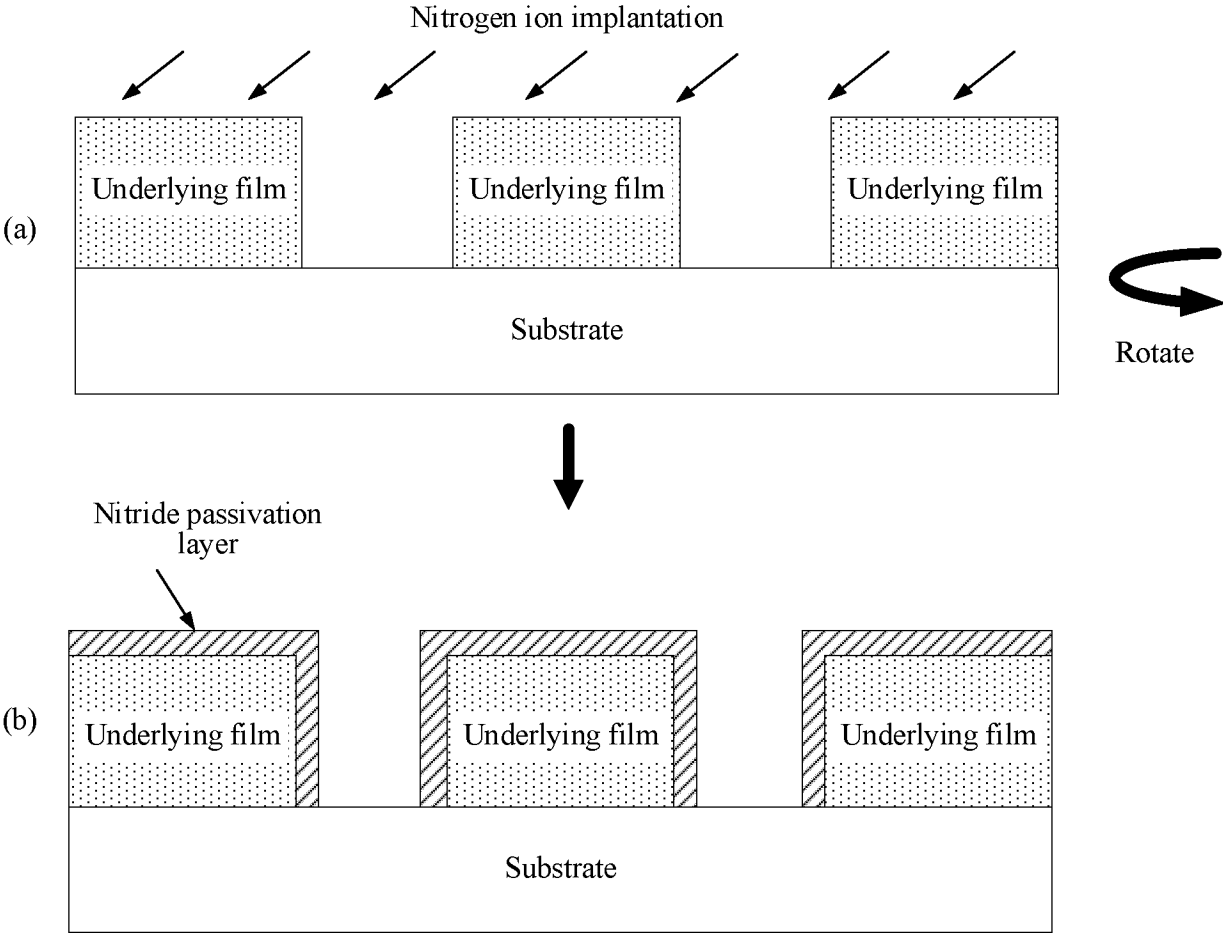 Nitrogen ion implantation
Underlying film
Underlying film
Underlying film
(a)
Substrate
Rotate
Nitride passivation
layer
(b)
Underlying film
Underlying film
Underlying film
Substrate